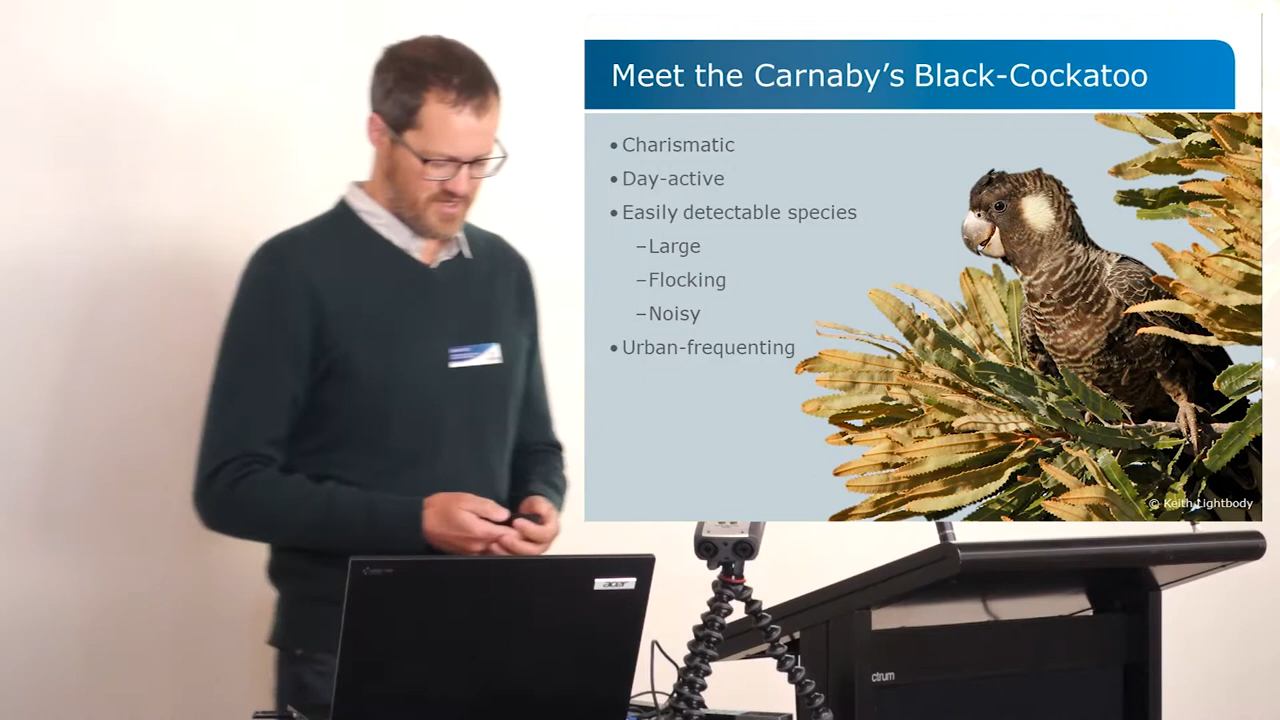 Meet the Carnaby's Black-Cockatoo
• Charismatic
• Day-active
• Easily detectable species
–Large
–Flocking
–Noisy
• Urban-frequenting
© Keith Lightbody
acer
ctrum